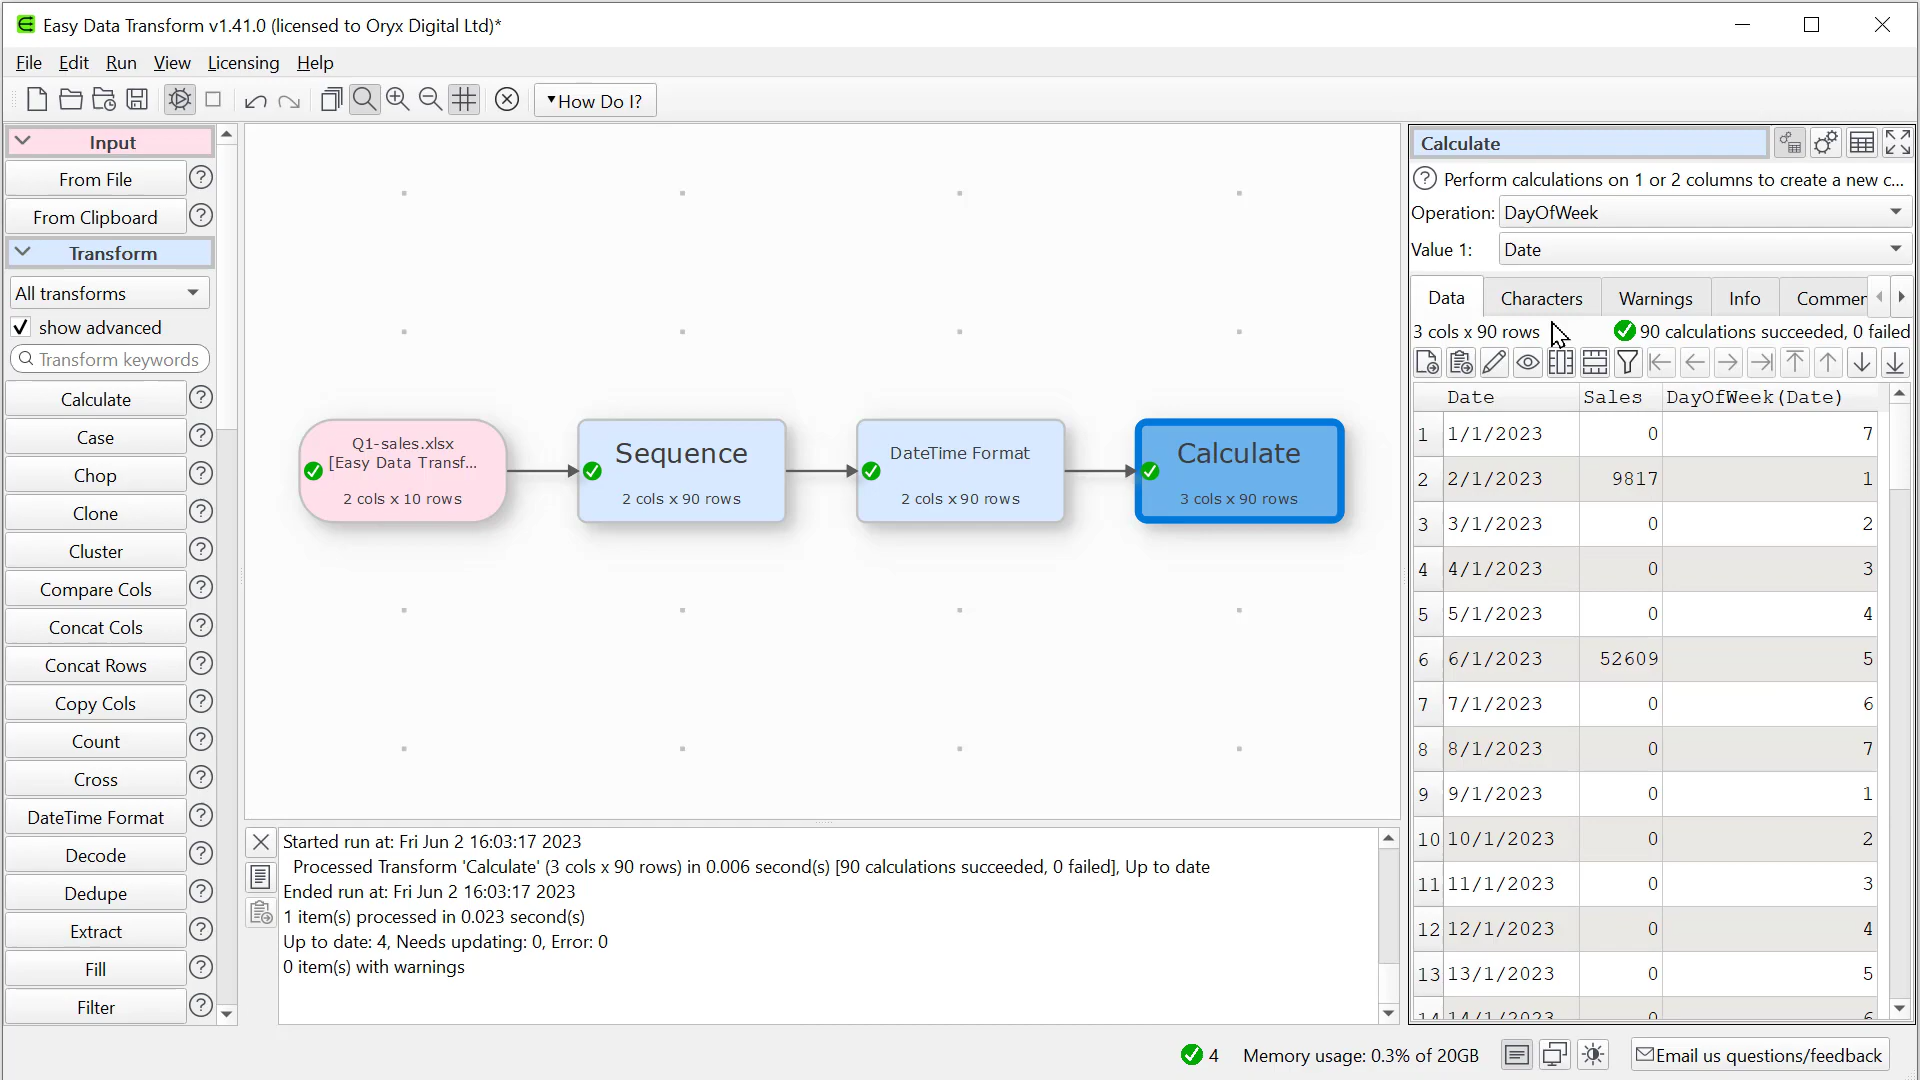 Easy Data Transform v1.41.0 (licensed to Oryx Digital Ltd)*
File Edit Run View Licensing Help
How Do I?
Input
From File
From Clipboard
Transform
All transforms
show advanced
Transform keywords
Calculate
Case
Chop
Clone
Cluster
Compare Cols
Concat Cols
Concat Rows
Copy Cols
Count
Cross
DateTime Format
Decode
Dedupe
Extract
Fill
Filter
Q1-sales.xlsx
[Easy Data Transf...
2 cols x 10 rows
Sequence
2 cols x 90 rows
DateTime Format
2 cols x 90 rows
Calculate
3 cols x 90 rows
Started run at: Fri Jun 2 16:03:17 2023
Processed Transform 'Calculate' (3 cols x 90 rows) in 0.006 second(s) [90 calculations succeeded, 0 failed], Up to date
Ended run at: Fri Jun 2 16:03:17 2023
1 item(s) processed in 0.023 second(s)
Up to date: 4, Needs updating: 0, Error: 0
0 item(s) with warnings
Calculate
Perform calculations on 1 or 2 columns to create a new c...
Operation: DayOfWeek
Value 1: Date
Data Characters Warnings Info Commer
3 cols x 90 rows 90 calculations succeeded, 0 failed
Date Sales DayOfWeek(Date)
1 1/1/2023 0 7
2 2/1/2023 9817 1
3 3/1/2023 0 2
4 4/1/2023 0 3
5 5/1/2023 0 4
6 6/1/2023 52609 5
7 7/1/2023 0 6
8 8/1/2023 0 7
9 9/1/2023 0 1
10 10/1/2023 0 2
11 11/1/2023 0 3
12 12/1/2023 0 4
13 13/1/2023 0 5
14 14/1/2023 0 6
4 Memory usage: 0.3% of 20GB Email us questions/feedback